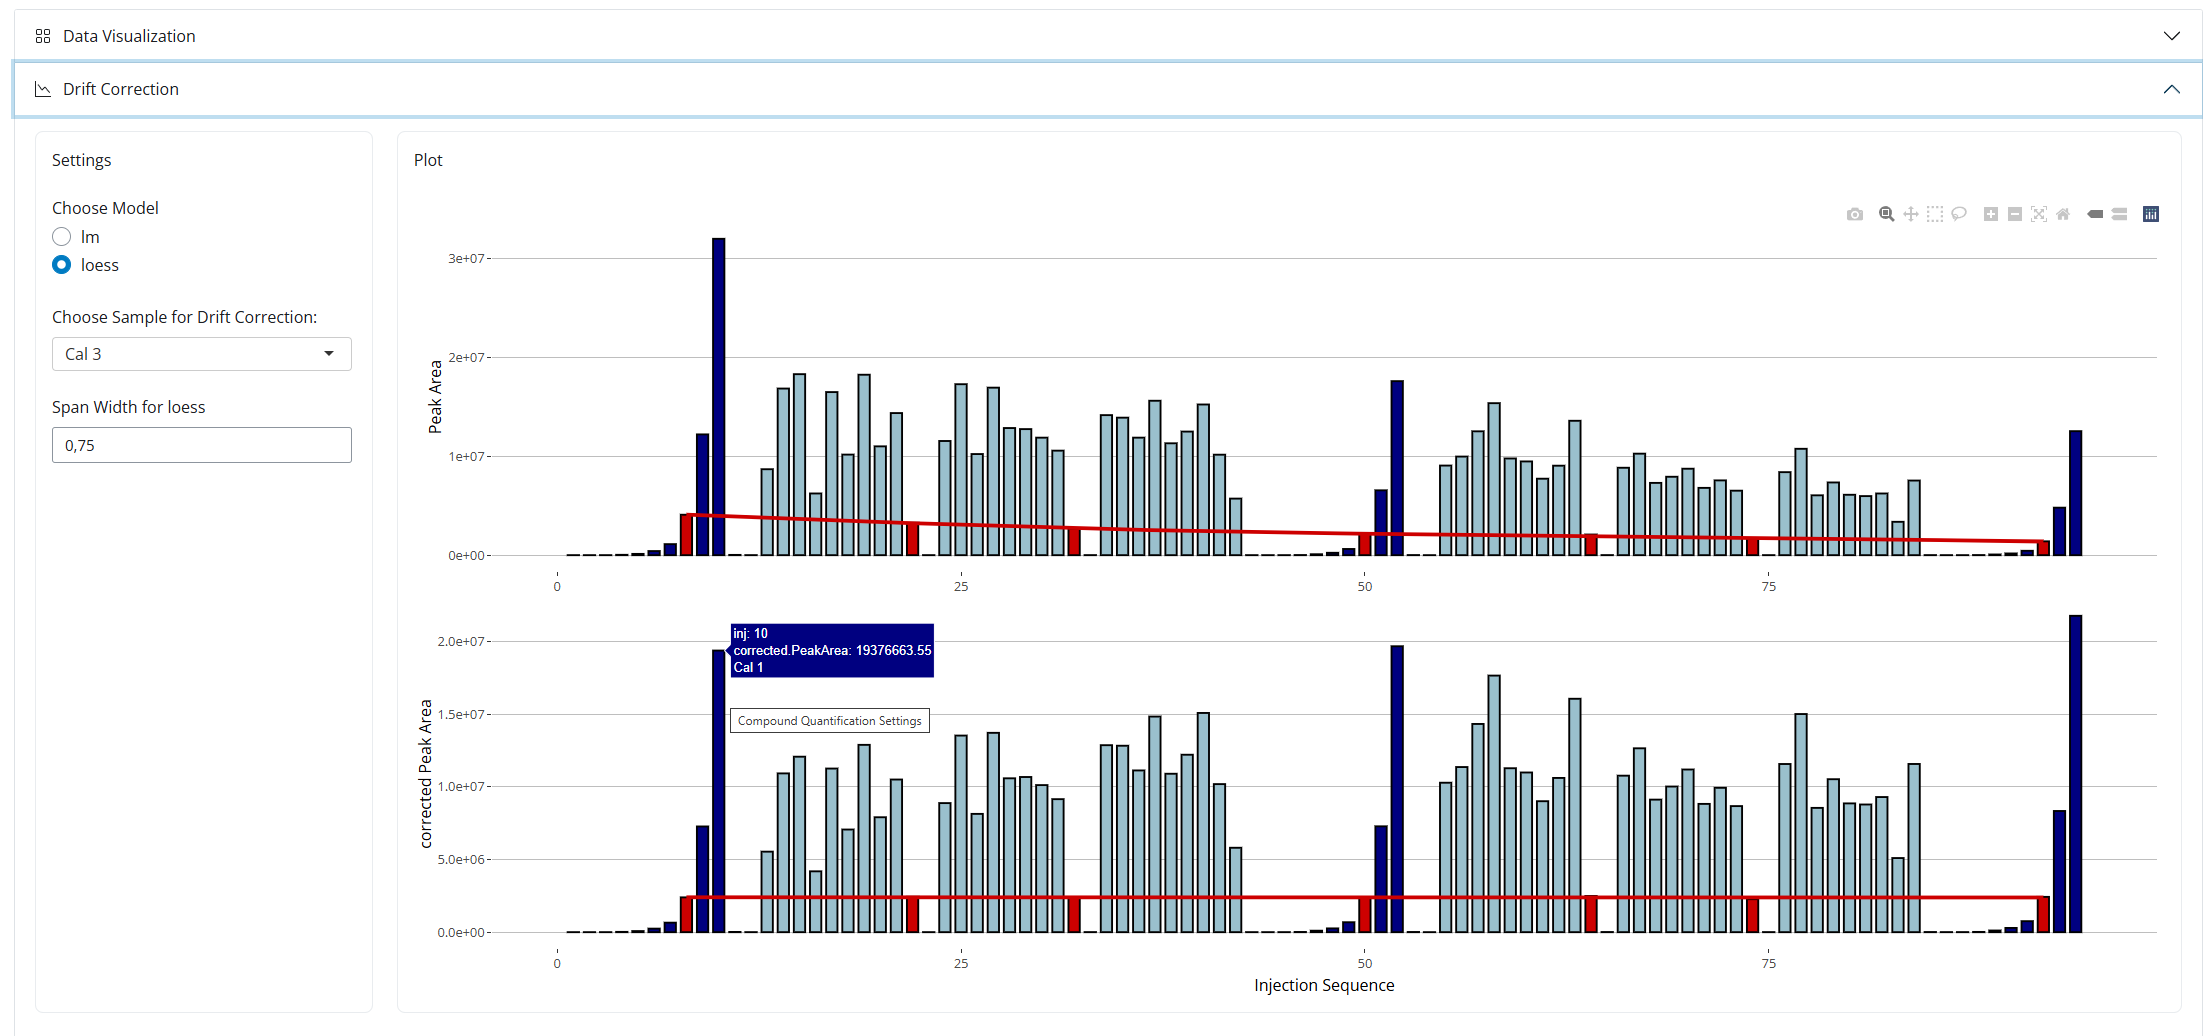 Data Visualization
Drift Correction
Settings
Choose Model
lm
loess
Choose Sample for Drift Correction:
Cal 3
Span Width for loess
0,75
Plot
Peak Area
3e+07
2e+07
1e+07
0e+00
0
25
50
75
corrected Peak Area
2.0e+07
1.5e+07
1.0e+07
5.0e+06
0.0e+00
inj: 10
corrected.PeakArea: 19376663.55
Cal 1
Compound Quantification Settings
0
25
50
75
Injection Sequence